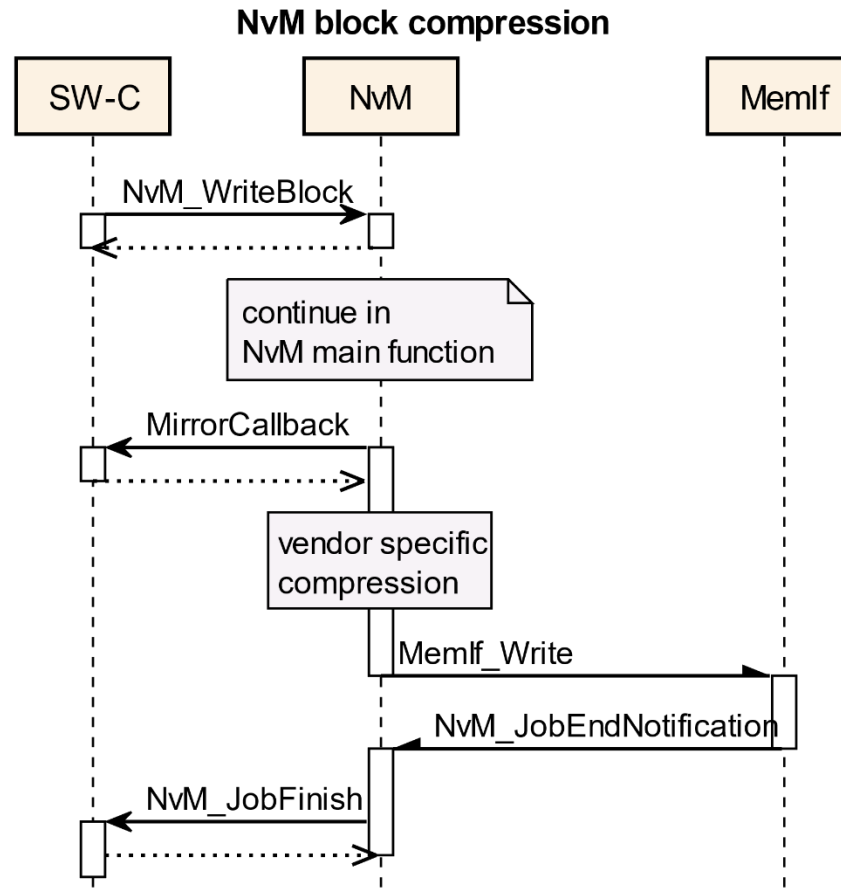 NvM block compression
SW-C
NvM
MemIf
NvM_WriteBlock
continue in
NvM main function
MirrorCallback
vendor specific
compression
MemIf_Write
NvM_JobEndNotification
NvM_JobFinish